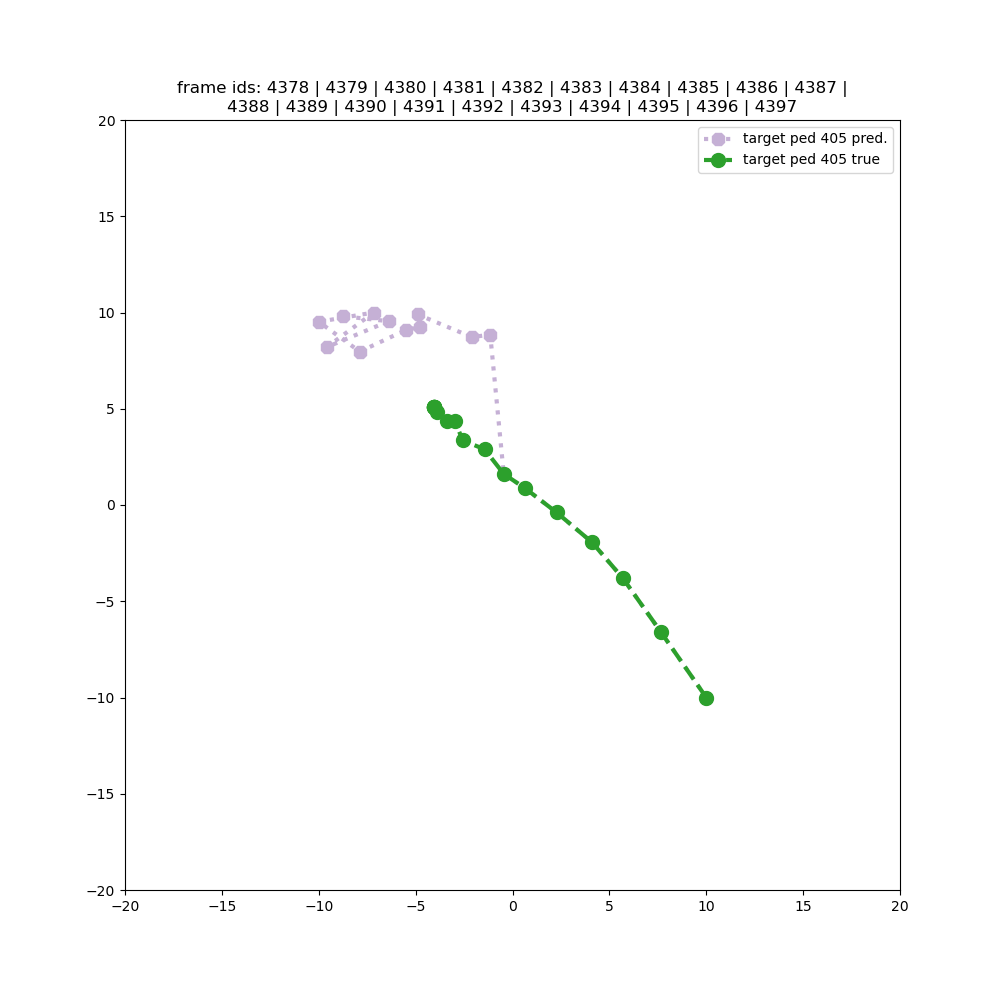 frame ids: 4378 | 4379 | 4380 | 4381 | 4382 | 4383 | 4384 | 4385 | 4386 | 4387 |
4388 | 4389 | 4390 | 4391 | 4392 | 4393 | 4394 | 4395 | 4396 | 4397
target ped 405 pred.
target ped 405 true
20
15
10
5
0
−5
−10
−15
−20
−20 −15 −10 −5 0 5 10 15 20